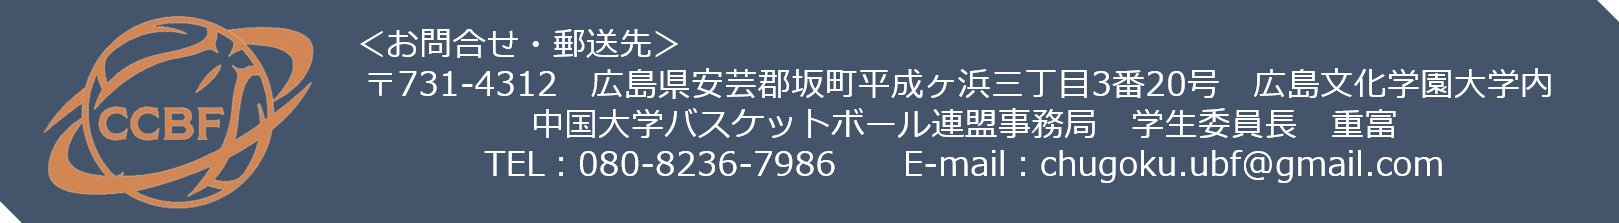 CCBF
＜お問合せ・郵送先＞
〒731-4312　広島県安芸郡坂町平成ヶ浜三丁目3番20号　広島文化学園大学内
中国大学バスケットボール連盟事務局　学生委員長　重富
TEL：080-8236-7986　　E-mail：chugoku.ubf@gmail.com